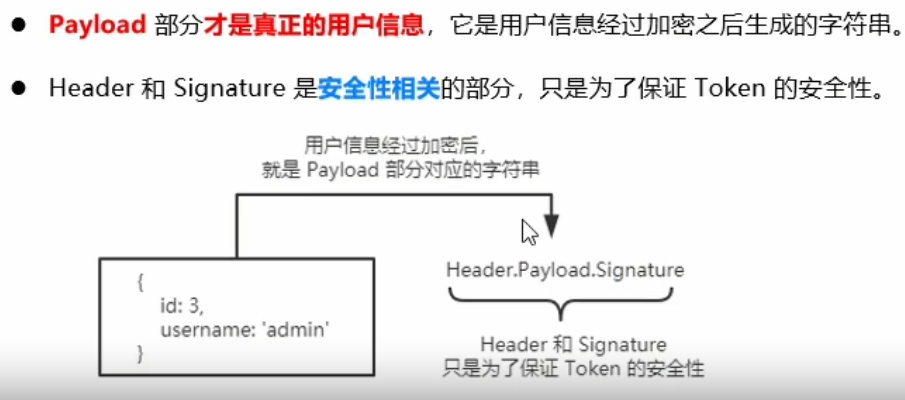 ● Payload 部分才是真正的用户信息，它是用户信息经过加密之后生成的字符串。
● Header 和 Signature 是安全性相关的部分，只是为了保证 Token 的安全性。
用户信息经过加密后，
就是 Payload 部分对应的字符串
{
id: 3,
username: 'admin'
}
Header.Payload.Signature
Header 和 Signature
只是为了保证 Token 的安全性